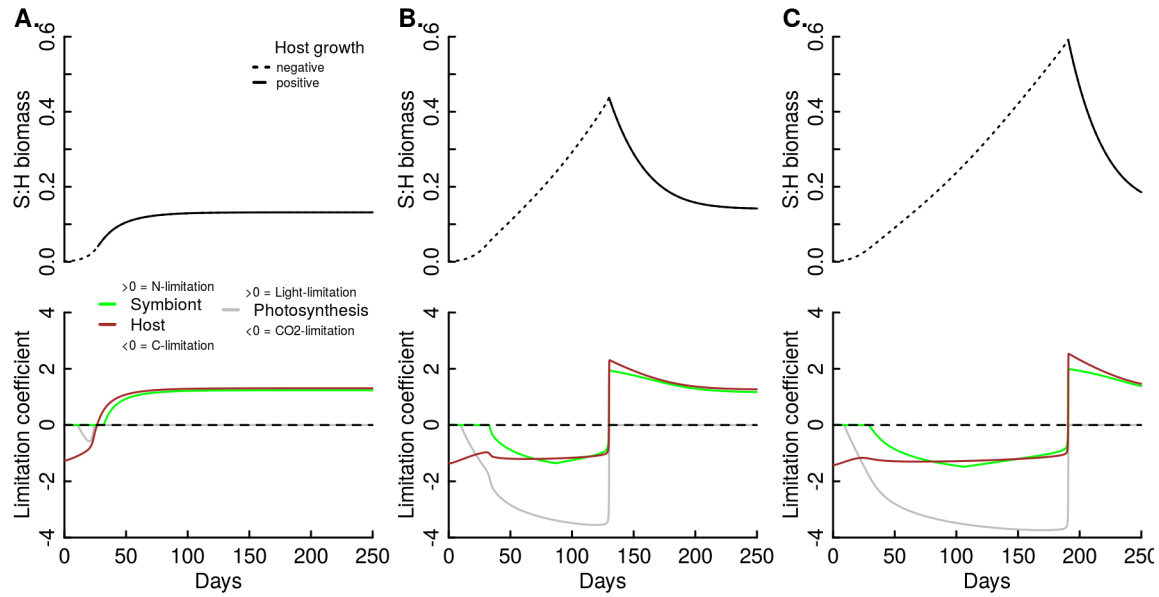 A.
B.
C.
S:H biomass
0.0
0.2
0.4
0.6
Host growth
negative
positive
S:H biomass
0.0
0.2
0.4
0.6
S:H biomass
0.0
0.2
0.4
0.6
>0 = N-limitation
Symbiont
Host
<0 = C-limitation
>0 = Light-limitation
Photosynthesis
<0 = CO2-limitation
Limitation coefficient
4
2
0
-2
-4
0 50 100 150 200 250
Days
Limitation coefficient
4
2
0
-2
-4
0 50 100 150 200 250
Days
Limitation coefficient
4
2
0
-2
-4
0 50 100 150 200 250
Days